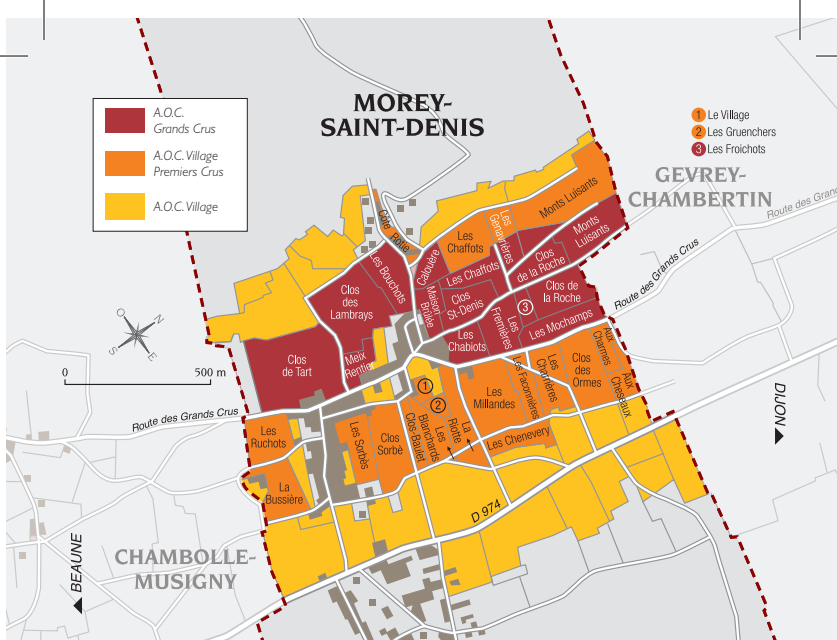 MOREY-
SAINT-DENIS
A.O.C.
Grands Crus
A.O.C. Village
Premiers Crus
A.O.C. Village
1 Le Village
2 Les Gruenchers
3 Les Froichots
GEVREY-
CHAMBERTIN
Route des Grands
Route des Grands Crus
Côte Rotie
Les
Genavrières
Monts Luisants
Monts
Luisants
Les
Chaffots
Les Bouchots
Calouère
Les Chaffots
Clos
de la Roche
Clos
des
Lambrays
Maison
Brûlée
Clos
St-Denis
3
Clos de
la Roche
Les
Fremières
Les Mochamps
Les
Chabiots
O
N
S
E
0
500 m
Clos
de Tart
Meix
Rentier
Aux
Charmes
Clos
des
Ormes
Les
Charrières
Les Faconnières
Aux
Cheseaux
1
2
Les
Millandes
Route des Grands Crus
Les
Ruchots
Les Sorbès
Clos
Sorbè
Clos Baulet
Les
Blanchards
La
Riotte
Les Chenevery
La
Bussière
D 974
DIJON
CHAMBOLLE-
MUSIGNY
BEAUNE